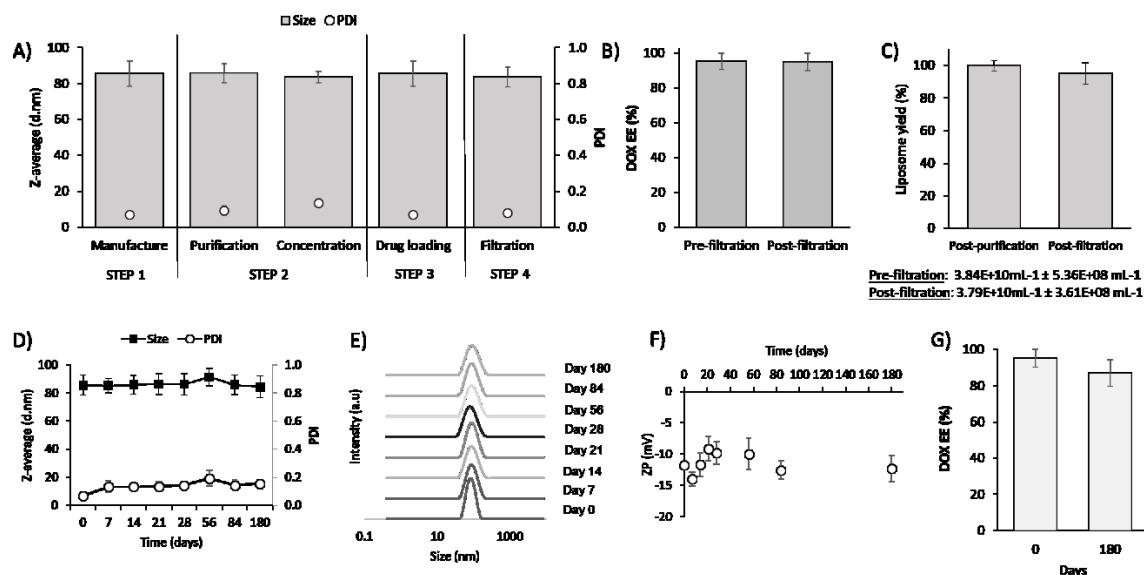 Size PDI
A)
100
80
60
40
20
0
Z-average (d.nm)
1.0
0.8
0.6
0.4
0.2
0.0
PDI
Manufacture Purification Concentration Drug loading Filtration
STEP 1 STEP 2 STEP 3 STEP 4
B)
100
80
60
40
20
0
DOX EE (%)
Pre-filtration Post-filtration
C)
100
80
60
40
20
0
Liposome yield (%)
Post-purification Post-filtration
Pre-filtration: 3.84E+10mL-1 ± 5.36E+08 mL-1
Post-filtration: 3.79E+10mL-1 ± 3.61E+08 mL-1
D)
Size PDI
100
80
60
40
20
0
Z-average (d.nm)
1.0
0.8
0.6
0.4
0.2
0.0
PDI
0 7 14 21 28 56 84 180
Time (days)
E)
Intensity (a.u)
Day 180
Day 84
Day 56
Day 28
Day 21
Day 14
Day 7
Day 0
0.1 10 1000
Size (nm)
F)
Time (days)
0 20 40 60 80 100 120 140 160 180
0
-5
-10
-15
-20
ZP (mV)
G)
100
80
60
40
20
0
DOX EE (%)
0 180
Days